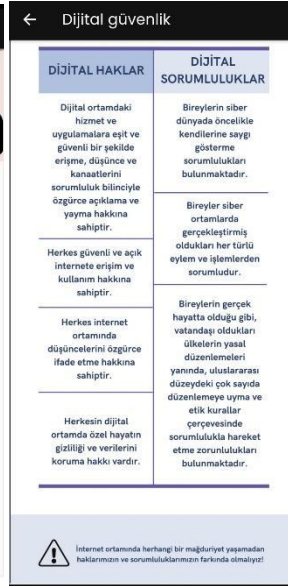 Dijital güvenlik
DİJİTAL HAKLAR
Dijital ortamdaki
hizmet ve
uygulamalara eşit ve
güvenli bir şekilde
erişme, düşünce ve
kanaatlerini
sorumluluk bilinciyle
özgürce açıklama ve
yayma hakkına
sahiptir.
Herkes güvenli ve açık
internete erişim ve
kullanım hakkına
sahiptir.
Herkes internet
ortamında
düşüncelerini özgürce
ifade etme hakkına
sahiptir.
Herkesin dijital
ortamda özel hayatın
gizliliği ve verilerini
koruma hakkı vardır.
DİJİTAL
SORUMLULUKLAR
Bireylerin siber
dünyada öncelikle
kendilerine saygı
gösterme
sorumlulukları
bulunmaktadır.
Bireyler siber
ortamlarda
gerçekleştirmiş
oldukları her türlü
eylem ve işlemlerden
sorumludur.
Bireylerin gerçek
hayatta olduğu gibi,
vatandaşı oldukları
ülkelerin yasal
düzenlemeleri
yanında, uluslararası
düzeydeki çok sayıda
düzenlemeye uyma ve
etik kurallar
çerçevesinde
sorumlulukla hareket
etme zorunlulukları
bulunmaktadır.
İnternet ortamında herhangi bir mağduriyet yaşamadan
haklarımızın ve sorumluluklarımızın farkında olmalıyız!